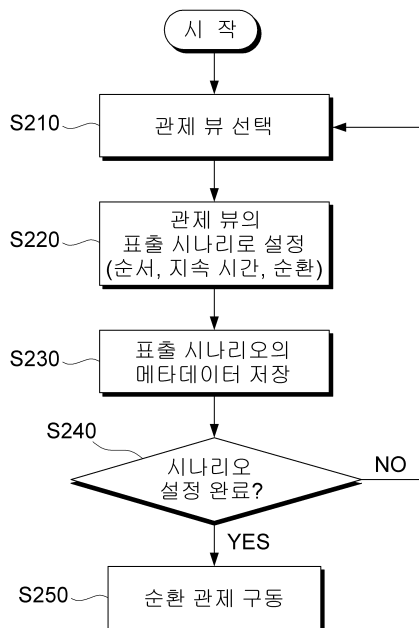 시 작
S210
관제 뷰 선택
S220
관제 뷰의
표출 시나리로 설정
(순서, 지속 시간, 순환)
S230
표출 시나리오의
메타데이터 저장
S240
시나리오
설정 완료?
NO
YES
S250
순환 관제 구동